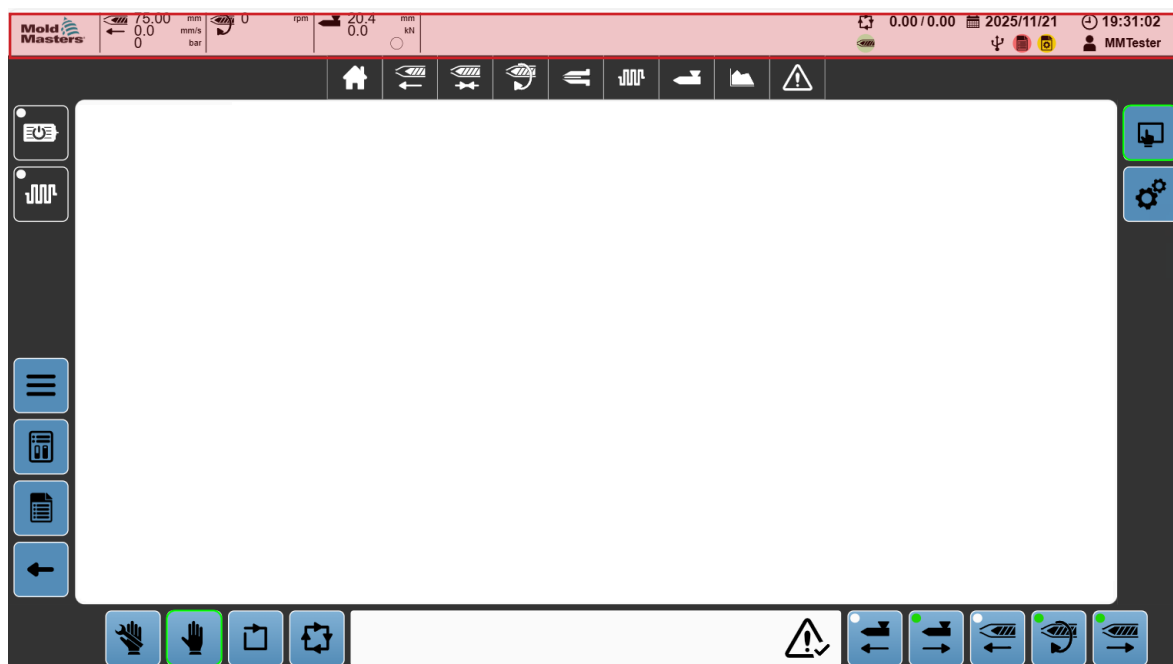 Mold
Masters
75.00 mm
0.0 mm/s
0 bar
0 rpm
20.4 mm
0.0 kN
0.00 / 0.00
2025/11/21
19:31:02
MMTester